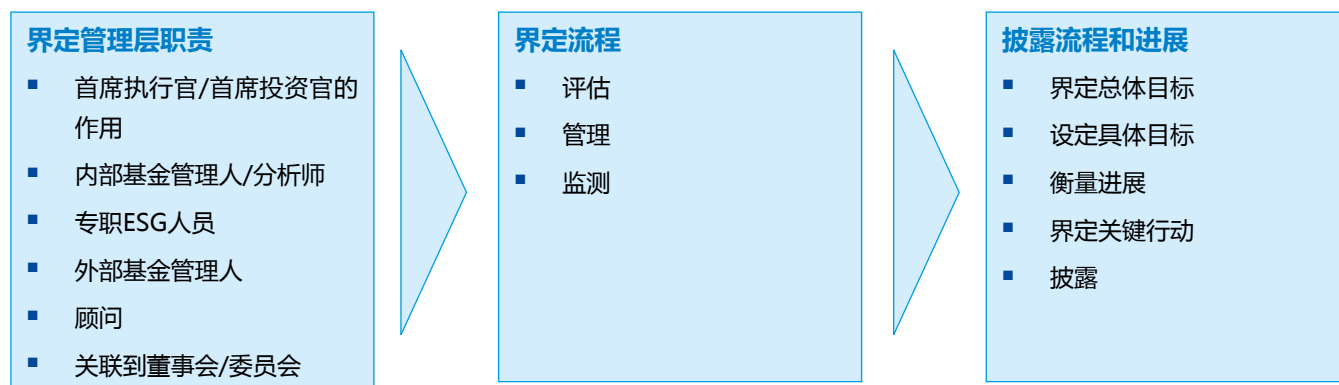 界定管理层职责
▪ 首席执行官/首席投资官的
作用
▪ 内部基金管理人/分析师
▪ 专职ESG人员
▪ 外部基金管理人
▪ 顾问
▪ 关联到董事会/委员会
界定流程
▪ 评估
▪ 管理
▪ 监测
披露流程和进展
▪ 界定总体目标
▪ 设定具体目标
▪ 衡量进展
▪ 界定关键行动
▪ 披露